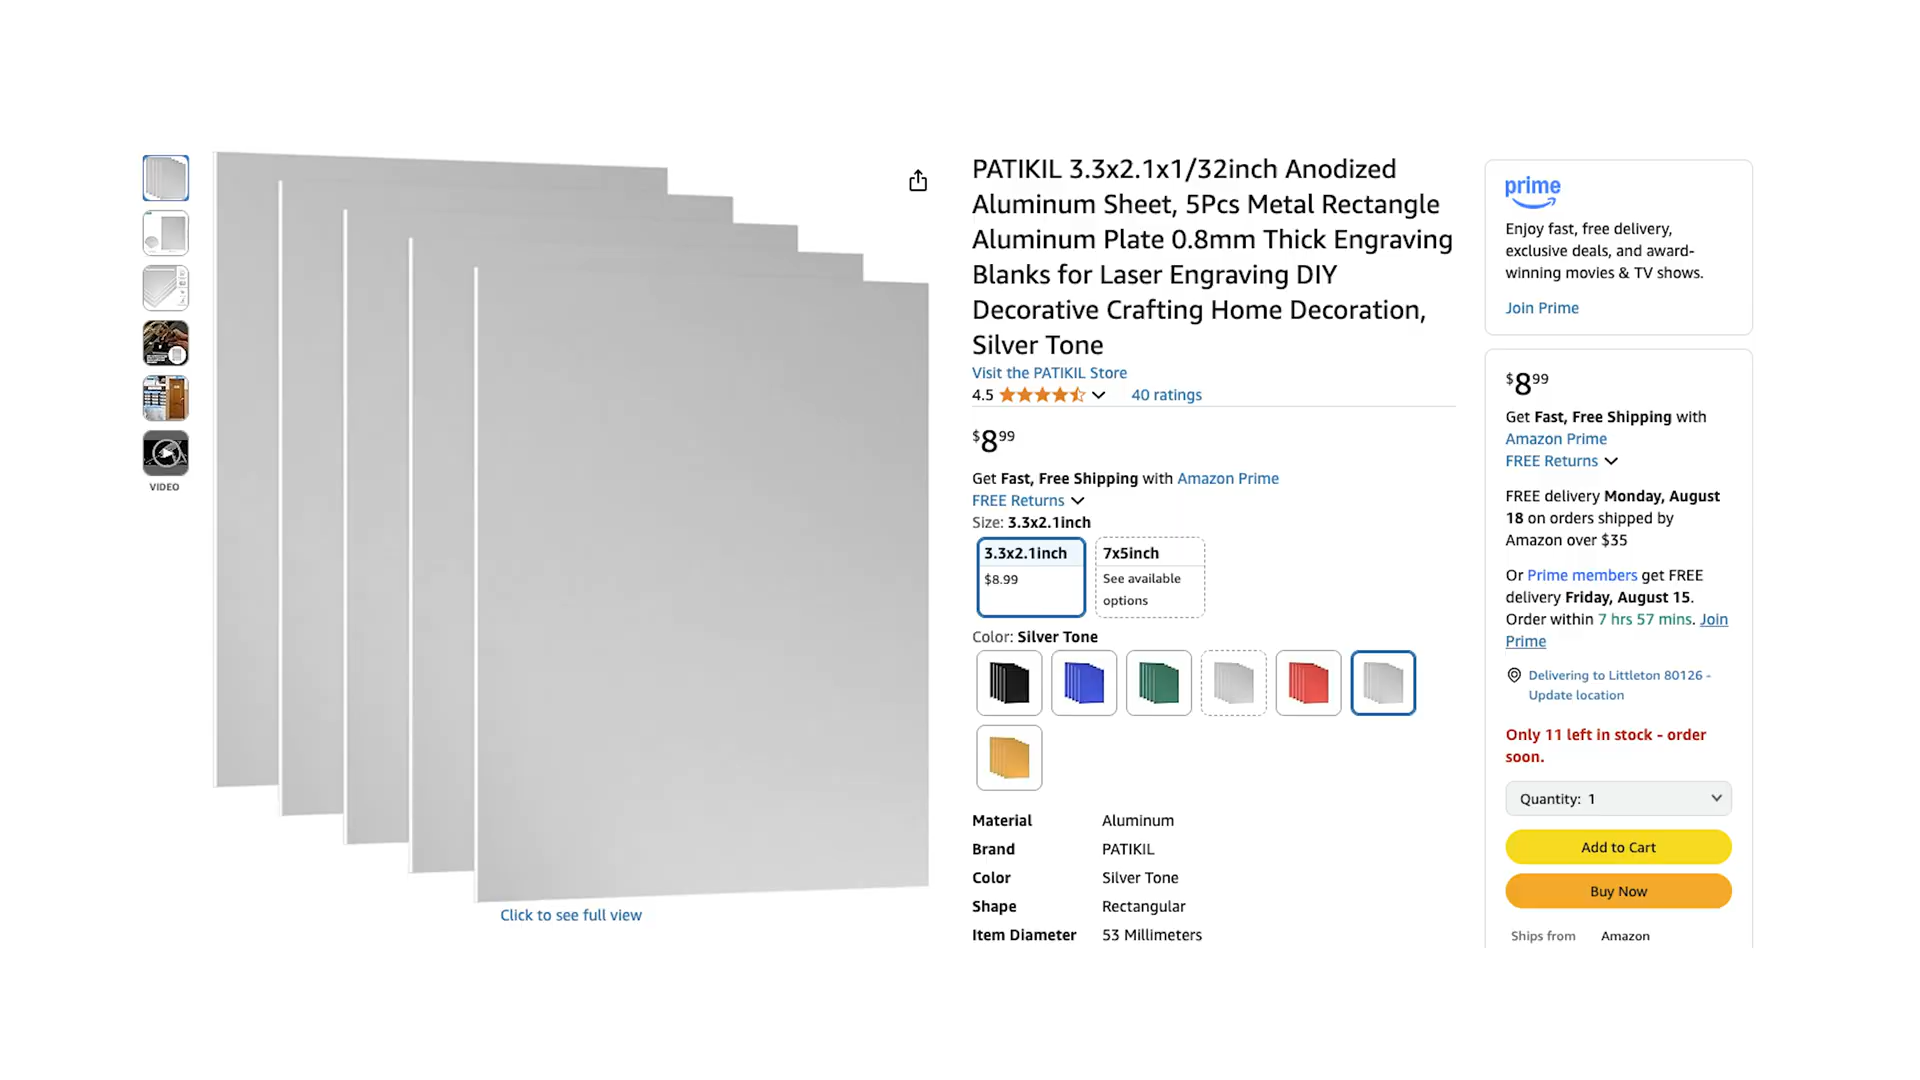 VIDEO
Click to see full view
PATIKIL 3.3x2.1x1/32inch Anodized
Aluminum Sheet, 5Pcs Metal Rectangle
Aluminum Plate 0.8mm Thick Engraving
Blanks for Laser Engraving DIY
Decorative Crafting Home Decoration,
Silver Tone
Visit the PATIKIL Store
4.5 40 ratings
$899
Get Fast, Free Shipping with Amazon Prime
FREE Returns
Size: 3.3x2.1inch
3.3x2.1inch
$8.99
7x5inch
See available
options
Color: Silver Tone
Material Aluminum
Brand PATIKIL
Color Silver Tone
Shape Rectangular
Item Diameter 53 Millimeters
prime
Enjoy fast, free delivery,
exclusive deals, and award-
winning movies & TV shows.
Join Prime
$899
Get Fast, Free Shipping with
Amazon Prime
FREE Returns
FREE delivery Monday, August
18 on orders shipped by
Amazon over $35
Or Prime members get FREE
delivery Friday, August 15.
Order within 7 hrs 57 mins. Join
Prime
Delivering to Littleton 80126 -
Update location
Only 11 left in stock - order
soon.
Quantity: 1
Add to Cart
Buy Now
Ships from Amazon